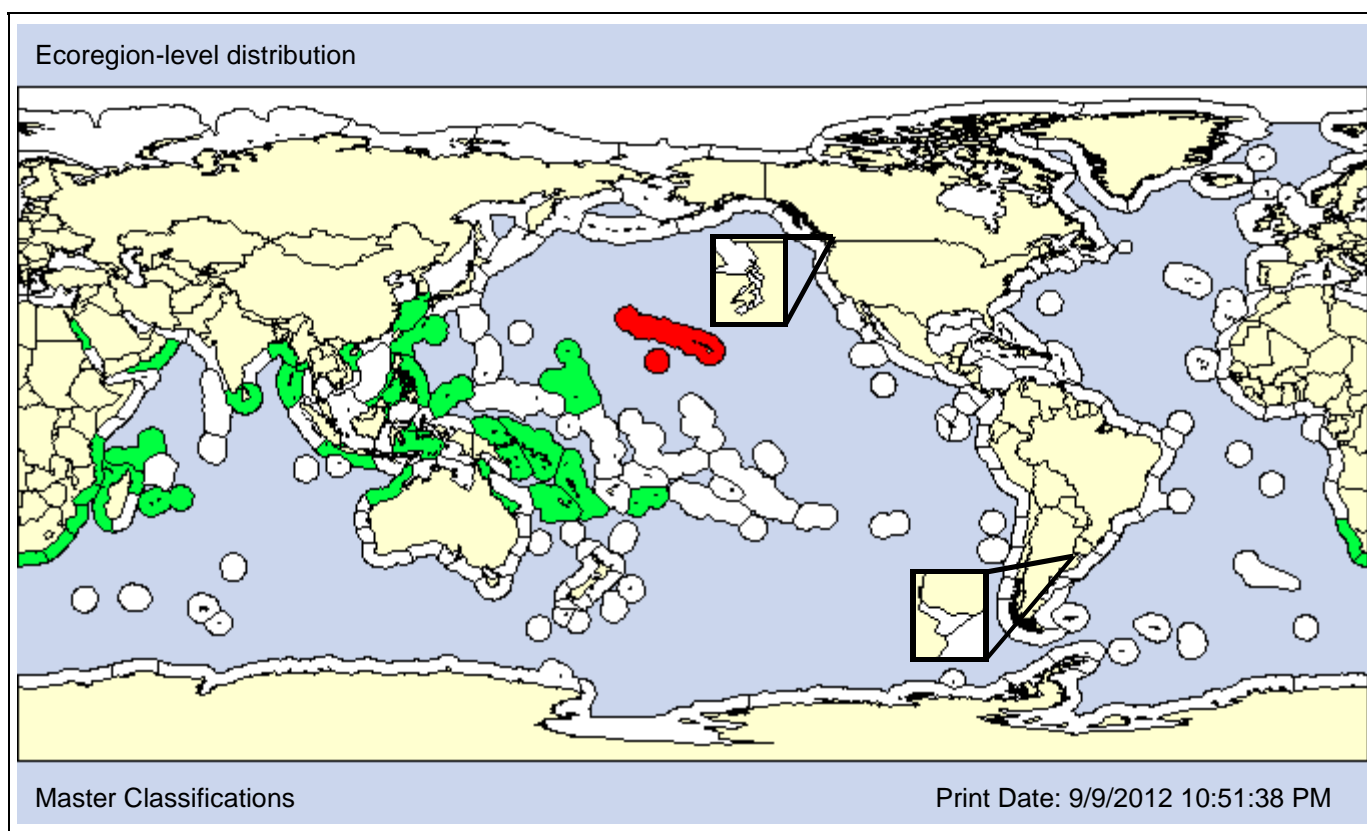 Ecoregion-level distribution
Master Classifications
Print Date: 9/9/2012 10:51:38 PM